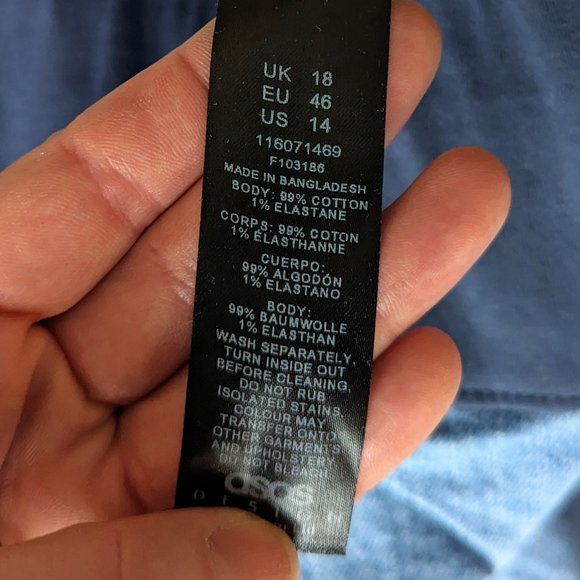 UK 18
EU 46
US 14
116071469
F103186
MADE IN BANGLADESH
BODY: 99% COTTON
1% ELASTANE
CORPS: 99% COTON
1% ELASTHANNE
CUERPO:
99% ALGODÓN
1% ELASTANO
BODY:
99% BAUMWOLLE
1% ELASTHAN
WASH SEPARATELY,
TURN INSIDE OUT
BEFORE CLEANING,
DO NOT RUB
ISOLATED STAINS,
COLOUR MAY
TRANSFER ONTO
OTHER GARMENTS
AND UPHOLSTERY
NOT BLEACH
asos